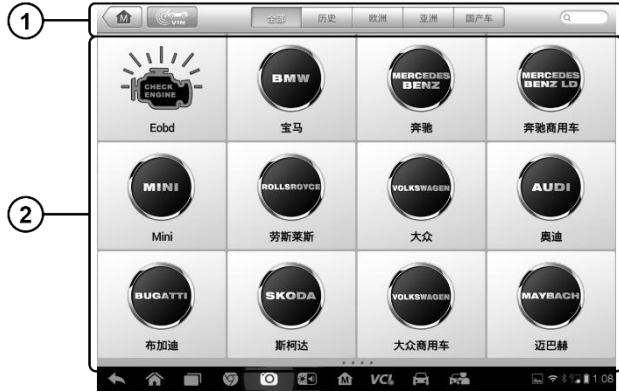 1
M
VIN
全部
历史
欧洲
亚洲
国产车
2
CHECK
ENGINE
BMW
MERCEDES
BENZ
MERCEDES
BENZ LD
Eobd
宝马
奔驰
奔驰商用车
MINI
ROLLSROYCE
VOLKSWAGEN
AUDI
Mini
劳斯莱斯
大众
奥迪
BUGATTI
SKODA
VOLKSWAGEN
MAYBACH
布加迪
斯柯达
大众商用车
迈巴赫
M
VCI
1:08